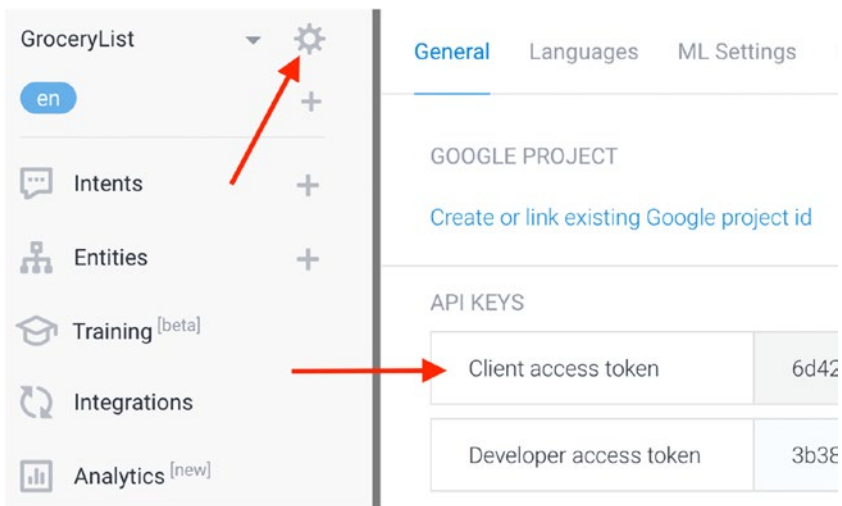 GroceryList
en
Intents
Entities
Training [beta]
Integrations
Analytics [new]
General Languages ML Settings
GOOGLE PROJECT
Create or link existing Google project id
API KEYS
Client access token 6d42
Developer access token 3b38